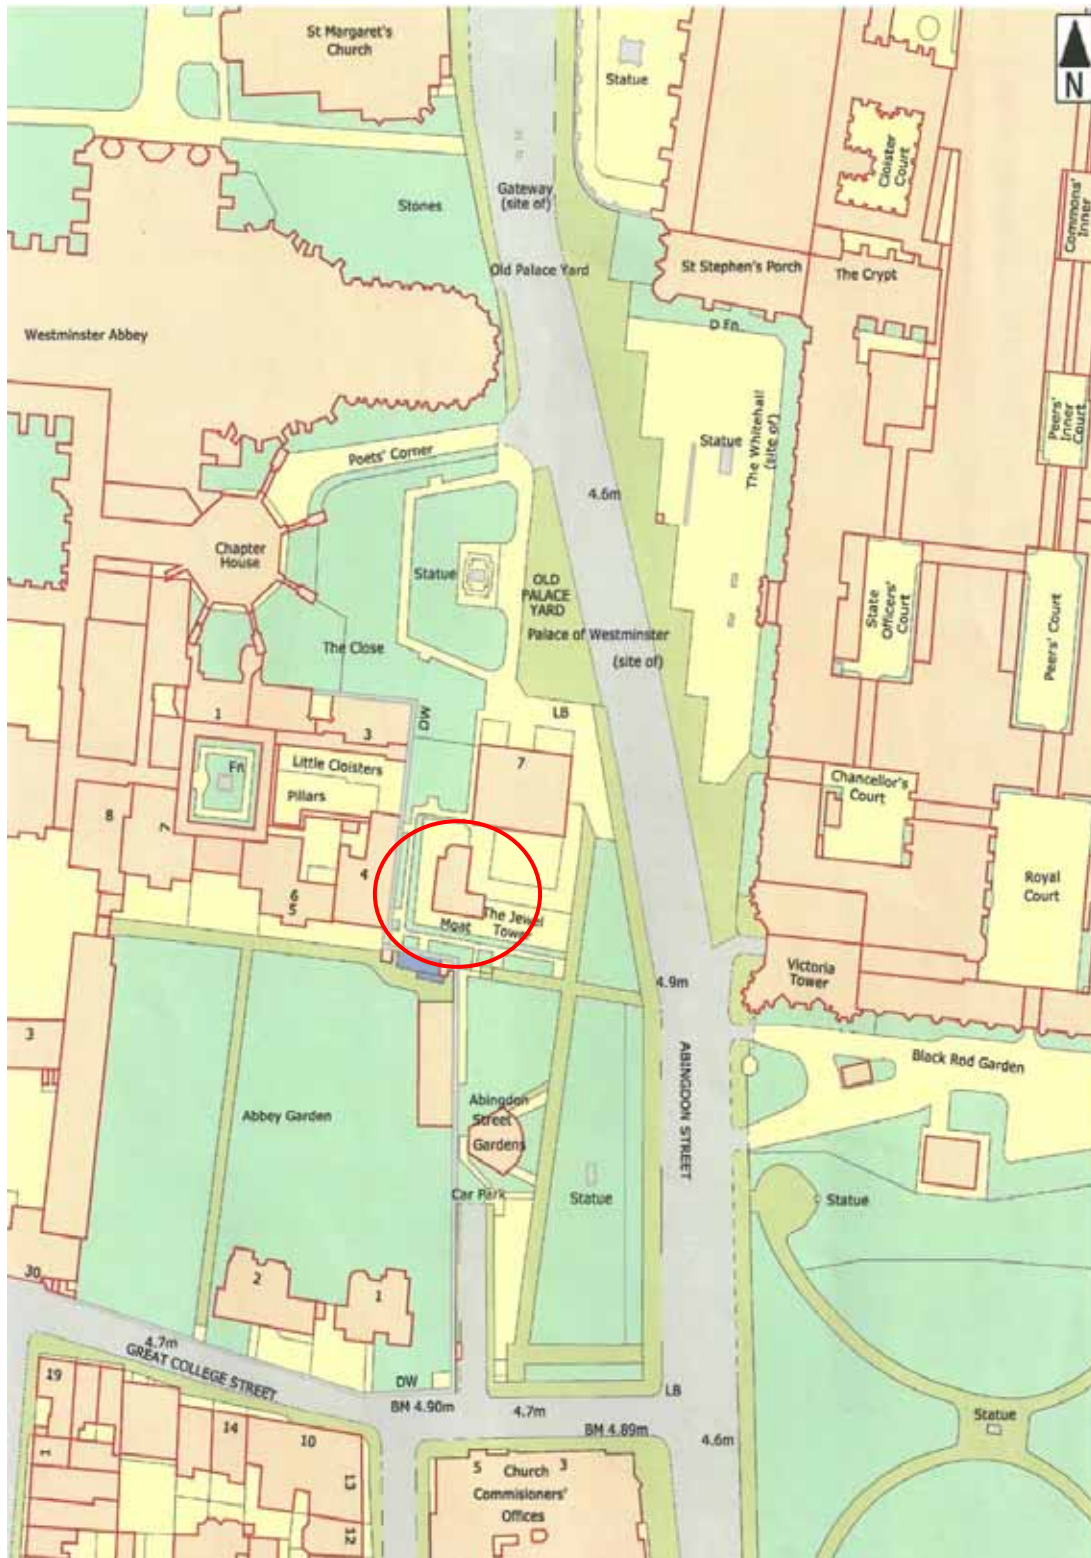 St Margaret's
Church
Statue
N
Cloister
Court
Commons'
Inner
Stones
Gateway
(site of)
Old Palace Yard
St Stephen's Porch
The Crypt
Westminster Abbey
D Fn
Poets' Corner
Statue
The Whitehall
(site of)
Peers'
Inner
Court
4.6m
Chapter
House
Statue
OLD
PALACE
YARD
Palace of Westminster
(site of)
State
Officers'
Court
Peers' Court
The Close
1
3
DW
LB
7
Fn
Little Cloisters
Pillars
Chancellor's
Court
8
7
4
6
5
Moat
The Jewel
Tower
Royal
Court
Victoria
Tower
4.9m
3
ABINGDON STREET
Black Rod Garden
Abbey Garden
Abingdon
Street
Gardens
Car Park
Statue
Statue
30
2
1
4.7m
GREAT COLLEGE STREET
DW
BM 4.90m
4.7m
LB
BM 4.89m
4.6m
Statue
19
1
14
10
13
12
5
3
Church
Commisioners'
Offices